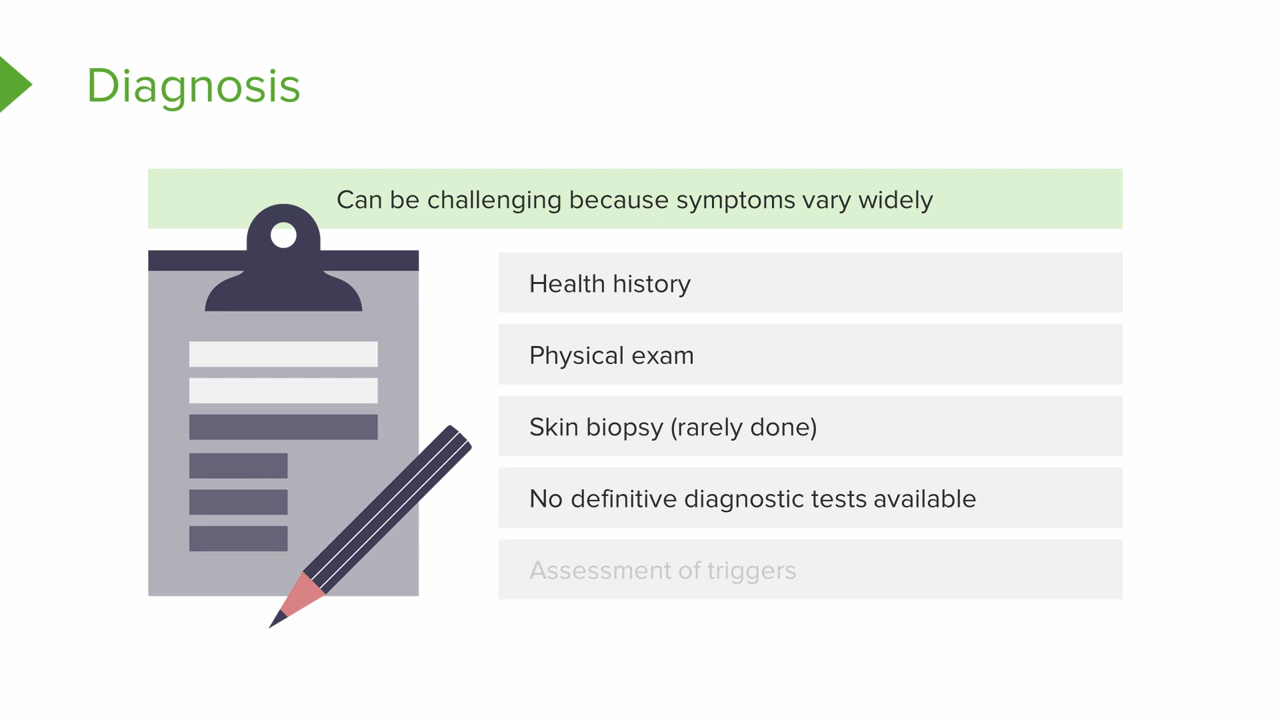 Diagnosis
Can be challenging because symptoms vary widely
Health history
Physical exam
Skin biopsy (rarely done)
No definitive diagnostic tests available
Assessment of triggers